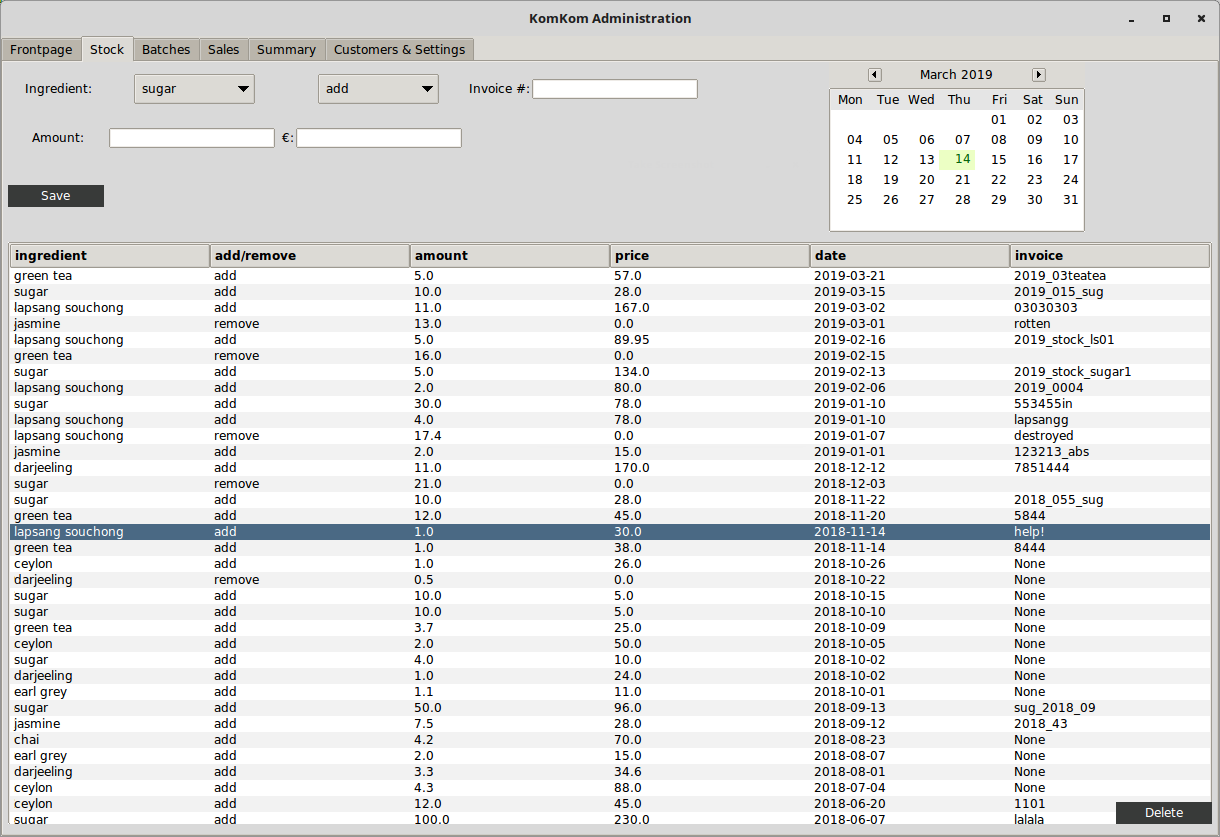 KomKom Administration
Frontpage Stock Batches Sales Summary Customers & Settings
Ingredient: sugar add Invoice #:
March 2019
Mon Tue Wed Thu Fri Sat Sun
01 02 03
04 05 06 07 08 09 10
11 12 13 14 15 16 17
18 19 20 21 22 23 24
25 26 27 28 29 30 31
Amount: €:
Save
ingredient add/remove amount price date invoice
green tea add 5.0 57.0 2019-03-21 2019_03teatea
sugar add 10.0 28.0 2019-03-15 2019_015_sug
lapsang souchong add 11.0 167.0 2019-03-02 03030303
jasmine remove 13.0 0.0 2019-03-01 rotten
lapsang souchong add 5.0 89.95 2019-02-16 2019_stock_ls01
green tea remove 16.0 0.0 2019-02-15
sugar add 5.0 134.0 2019-02-13 2019_stock_sugar1
lapsang souchong add 2.0 80.0 2019-02-06 2019_0004
sugar add 30.0 78.0 2019-01-10 553455in
lapsang souchong add 4.0 78.0 2019-01-10 lapsangg
lapsang souchong remove 17.4 0.0 2019-01-07 destroyed
jasmine add 2.0 15.0 2019-01-01 123213_abs
darjeeling add 11.0 170.0 2018-12-12 7851444
sugar remove 21.0 0.0 2018-12-03
sugar add 10.0 28.0 2018-11-22 2018_055_sug
green tea add 12.0 45.0 2018-11-20 5844
lapsang souchong add 1.0 30.0 2018-11-14 help!
green tea add 1.0 38.0 2018-11-14 8444
ceylon add 1.0 26.0 2018-10-26 None
darjeeling remove 0.5 0.0 2018-10-22 None
sugar add 10.0 5.0 2018-10-15 None
sugar add 10.0 5.0 2018-10-10 None
green tea add 3.7 25.0 2018-10-09 None
ceylon add 2.0 50.0 2018-10-05 None
sugar add 4.0 10.0 2018-10-02 None
darjeeling add 1.0 24.0 2018-10-02 None
earl grey add 1.1 11.0 2018-10-01 None
sugar add 50.0 96.0 2018-09-13 sug_2018_09
jasmine add 7.5 28.0 2018-09-12 2018_43
chai add 4.2 70.0 2018-08-23 None
earl grey add 2.0 15.0 2018-08-07 None
darjeeling add 3.3 34.6 2018-08-01 None
ceylon add 4.3 88.0 2018-07-04 None
ceylon add 12.0 45.0 2018-06-20 1101
sugar add 100.0 230.0 2018-06-07 lalala
Delete